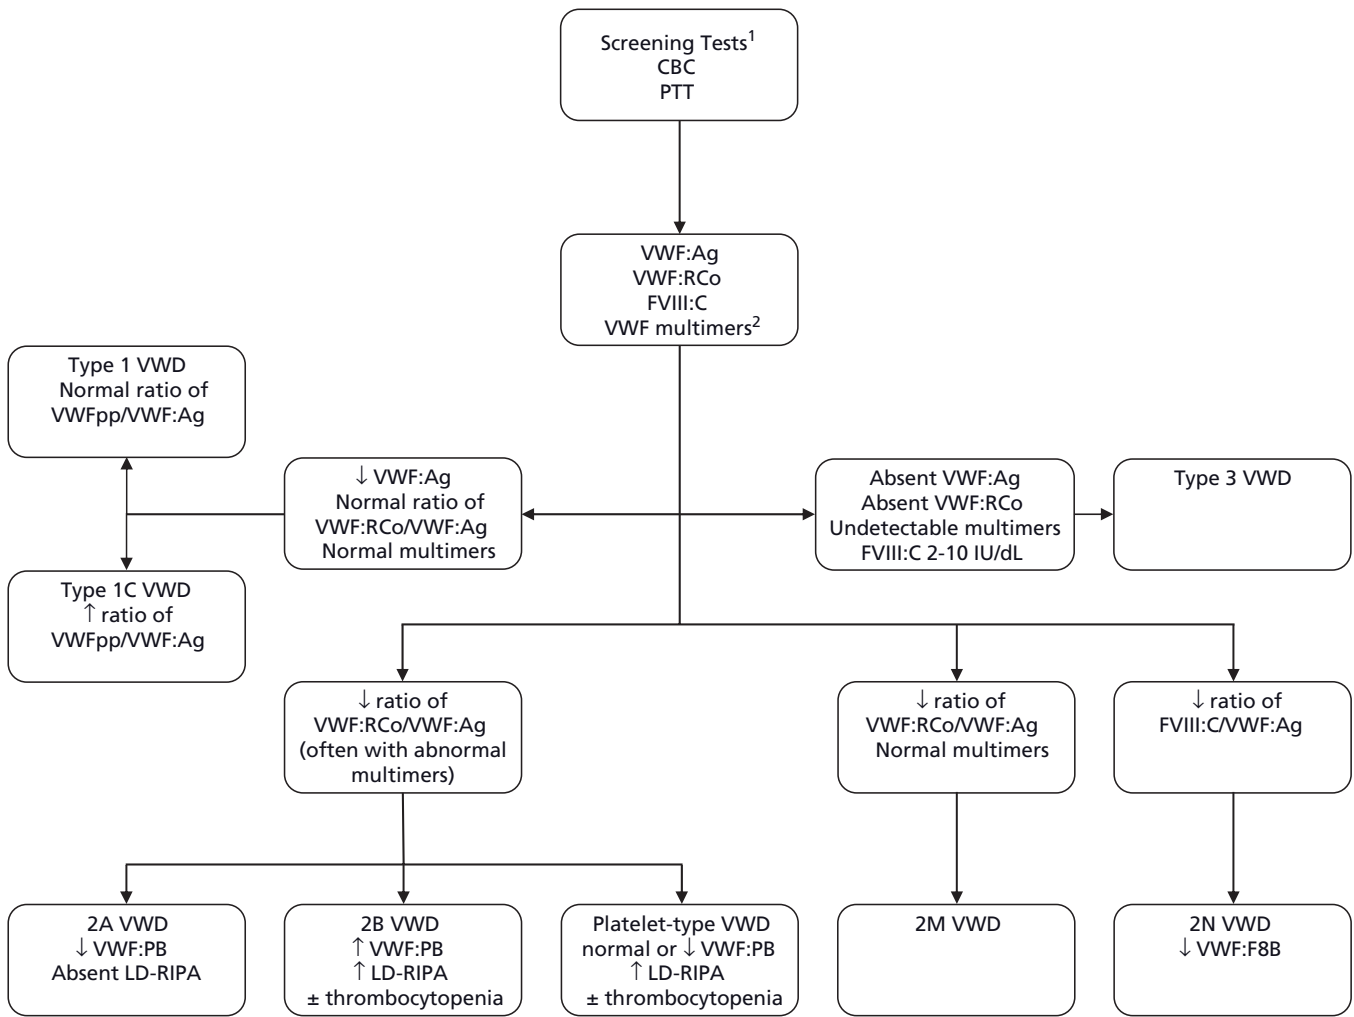 Screening Tests1
CBC
PTT
VWF:Ag
VWF:RCo
FVIII:C
VWF multimers2
Type 1 VWD
Normal ratio of
VWFpp/VWF:Ag
↓ VWF:Ag
Normal ratio of
VWF:RCo/VWF:Ag
Normal multimers
Absent VWF:Ag
Absent VWF:RCo
Undetectable multimers
FVIII:C 2-10 IU/dL
Type 3 VWD
Type 1C VWD
↑ ratio of
VWFpp/VWF:Ag
↓ ratio of
VWF:RCo/VWF:Ag
(often with abnormal
multimers)
↓ ratio of
VWF:RCo/VWF:Ag
Normal multimers
↓ ratio of
FVIII:C/VWF:Ag
2A VWD
↓ VWF:PB
Absent LD-RIPA
2B VWD
↑ VWF:PB
↑ LD-RIPA
± thrombocytopenia
Platelet-type VWD
normal or ↓ VWF:PB
↑ LD-RIPA
± thrombocytopenia
2M VWD
2N VWD
↓ VWF:F8B